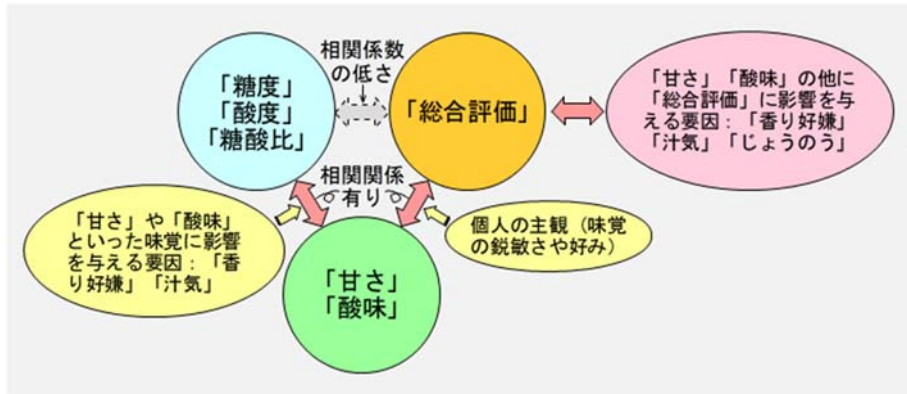 相関係数
の低さ
「糖度」
「酸度」
「糖酸比」
「総合評価」
「甘さ」「酸味」の他に
「総合評価」に影響を与
える要因：「香り好嫌」
「汁気」「じょうのう」
相関関係
有り
「甘さ」や「酸味」
といった味覚に影響
を与える要因：「香
り好嫌」「汁気」
個人の主観（味覚
の鋭敏さや好み）
「甘さ」
「酸味」